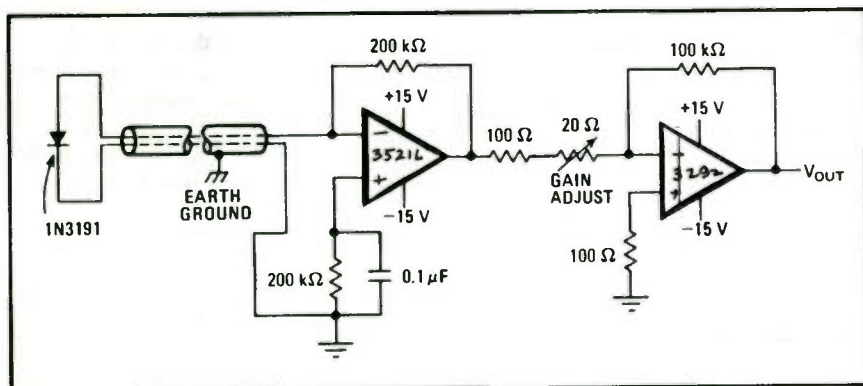 200 kΩ
100 kΩ
+15 V
+15 V
20 Ω
100 Ω
−
3521L
+
−
3292
+
VOUT
1N3191
EARTH
GROUND
GAIN
ADJUST
−15 V
−15 V
200 kΩ
0.1 µF
100 Ω